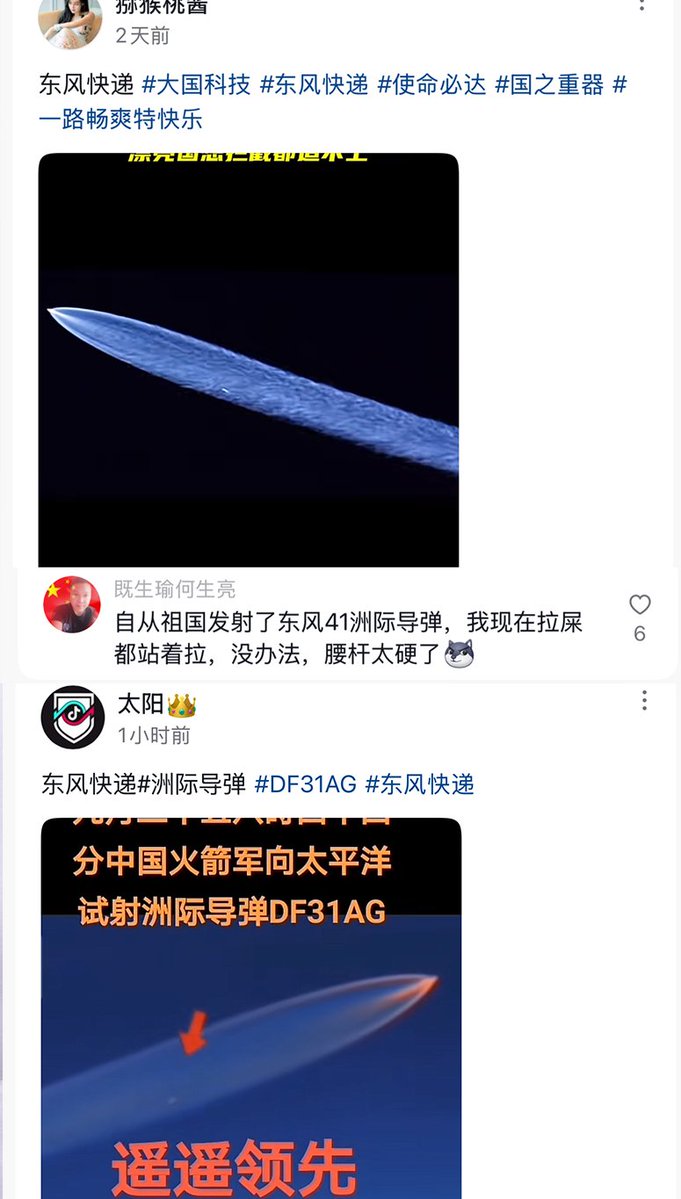 猕猴桃酱
2天前
东风快递 #大国科技 #东风快递 #使命必达 #国之重器 #
一路畅爽特快乐
既生瑜何生亮
自从祖国发射了东风41洲际导弹，我现在拉屎
都站着拉，没办法，腰杆太硬了
6
太阳
1小时前
东风快递#洲际导弹 #DF31AG #东风快递
分中国火箭军向太平洋
试射洲际导弹DF31AG
遥遥领先